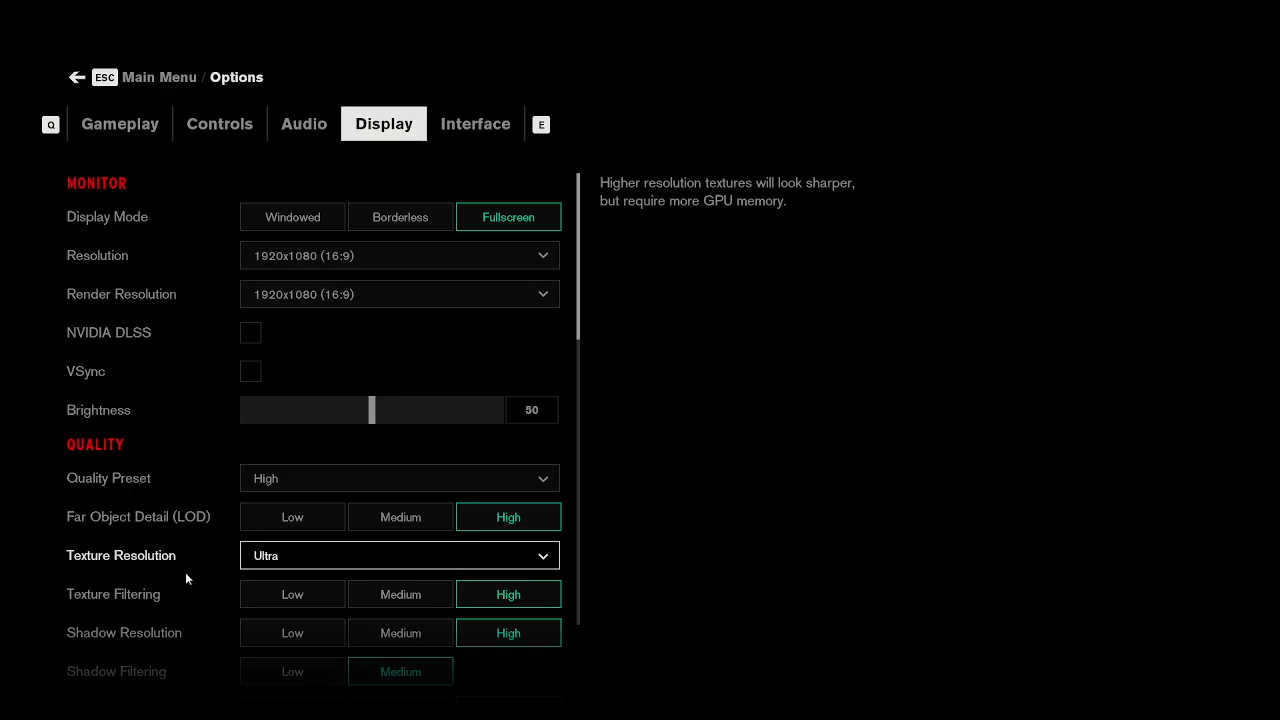 ESC Main Menu / Options
Q Gameplay Controls Audio Display Interface E
MONITOR
Higher resolution textures will look sharper,
but require more GPU memory.
Display Mode Windowed Borderless Fullscreen
Resolution 1920x1080 (16:9)
Render Resolution 1920x1080 (16:9)
NVIDIA DLSS
VSync
Brightness 50
QUALITY
Quality Preset High
Far Object Detail (LOD) Low Medium High
Texture Resolution Ultra
Texture Filtering Low Medium High
Shadow Resolution Low Medium High
Shadow Filtering Low Medium